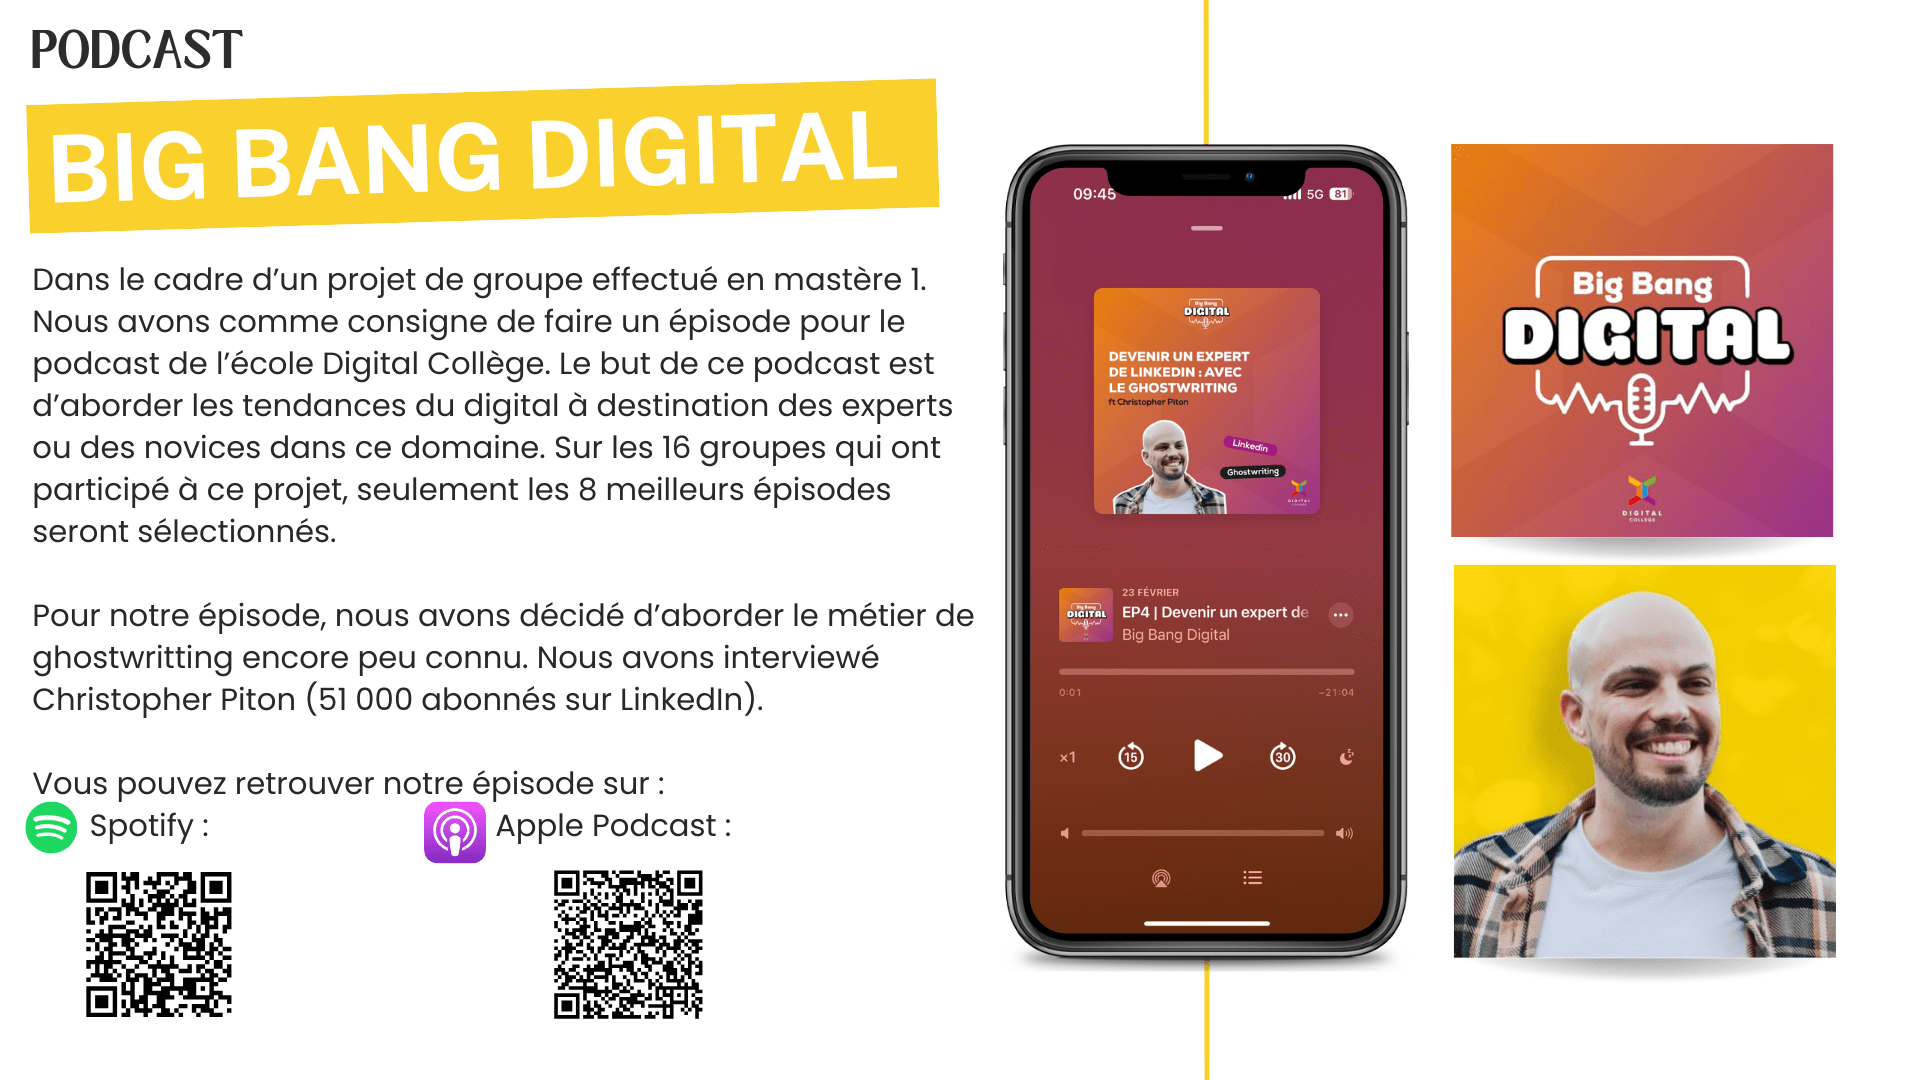 PODCAST
BIG BANG DIGITAL
Dans le cadre d’un projet de groupe effectué en mastère 1.
Nous avons comme consigne de faire un épisode pour le
podcast de l’école Digital Collège. Le but de ce podcast est
d’aborder les tendances du digital à destination des experts
ou des novices dans ce domaine. Sur les 16 groupes qui ont
participé à ce projet, seulement les 8 meilleurs épisodes
seront sélectionnés.
Pour notre épisode, nous avons décidé d’aborder le métier de
ghostwritting encore peu connu. Nous avons interviewé
Christopher Piton (51 000 abonnés sur LinkedIn).
Vous pouvez retrouver notre épisode sur :
Spotify :
Apple Podcast :
09:45
5G 81
Big Bang
DIGITAL
DEVENIR UN EXPERT
DE LINKEDIN : AVEC
LE GHOSTWRITING
ft Christopher Piton
Linkedin
Ghostwriting
DIGITAL
COLLEGE
Big Bang
DIGITAL
23 FÉVRIER
EP4 | Devenir un expert de
Big Bang Digital
0:01
-21:04
×1
15
30
Big Bang
DIGITAL
DIGITAL
COLLEGE